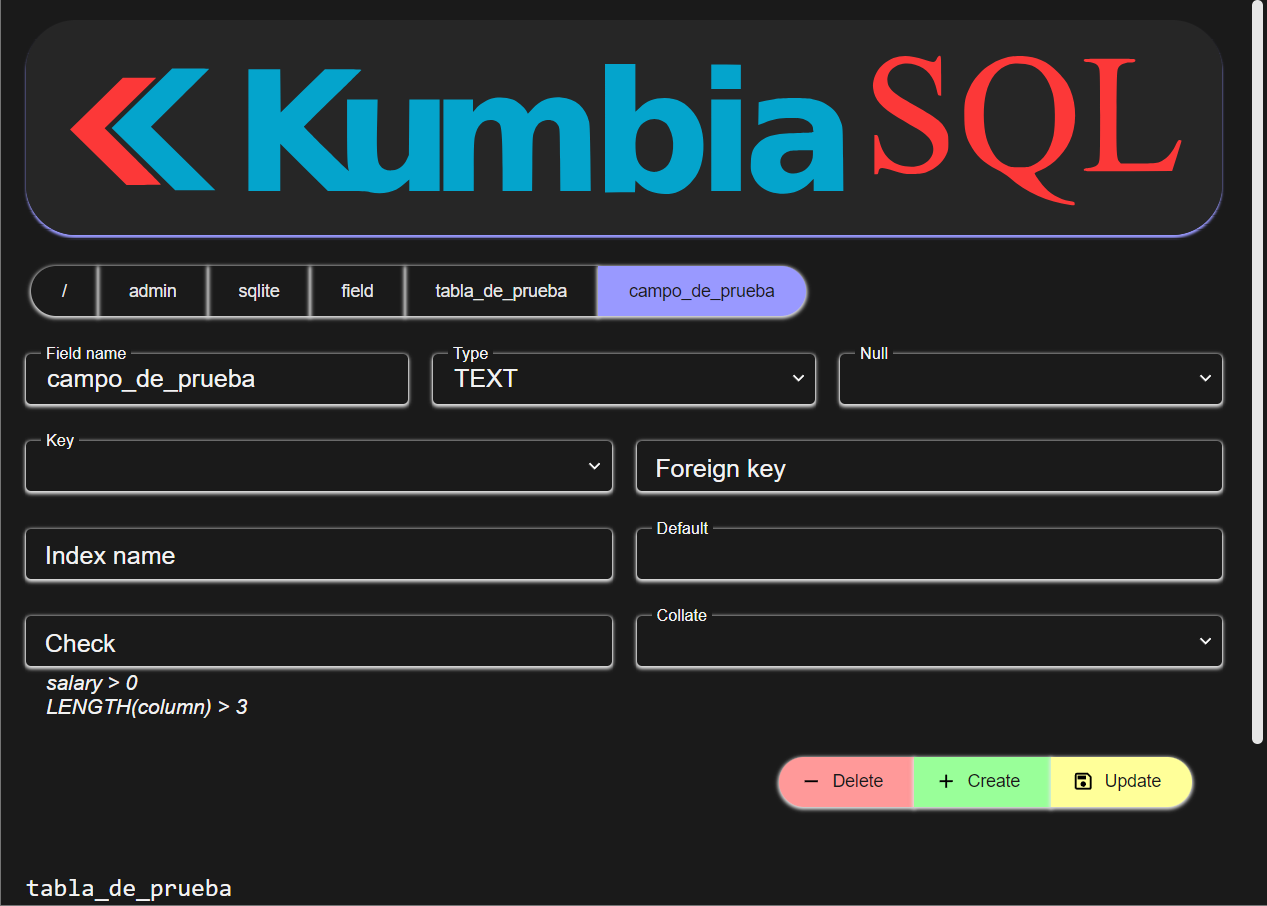 Kumbia SQL
/ admin sqlite field tabla_de_prueba campo_de_prueba
Field name Type Null
campo_de_prueba TEXT
Key
Foreign key
Default
Index name
Collate
Check
salary > 0
LENGTH(column) > 3
Delete Create Update
tabla_de_prueba